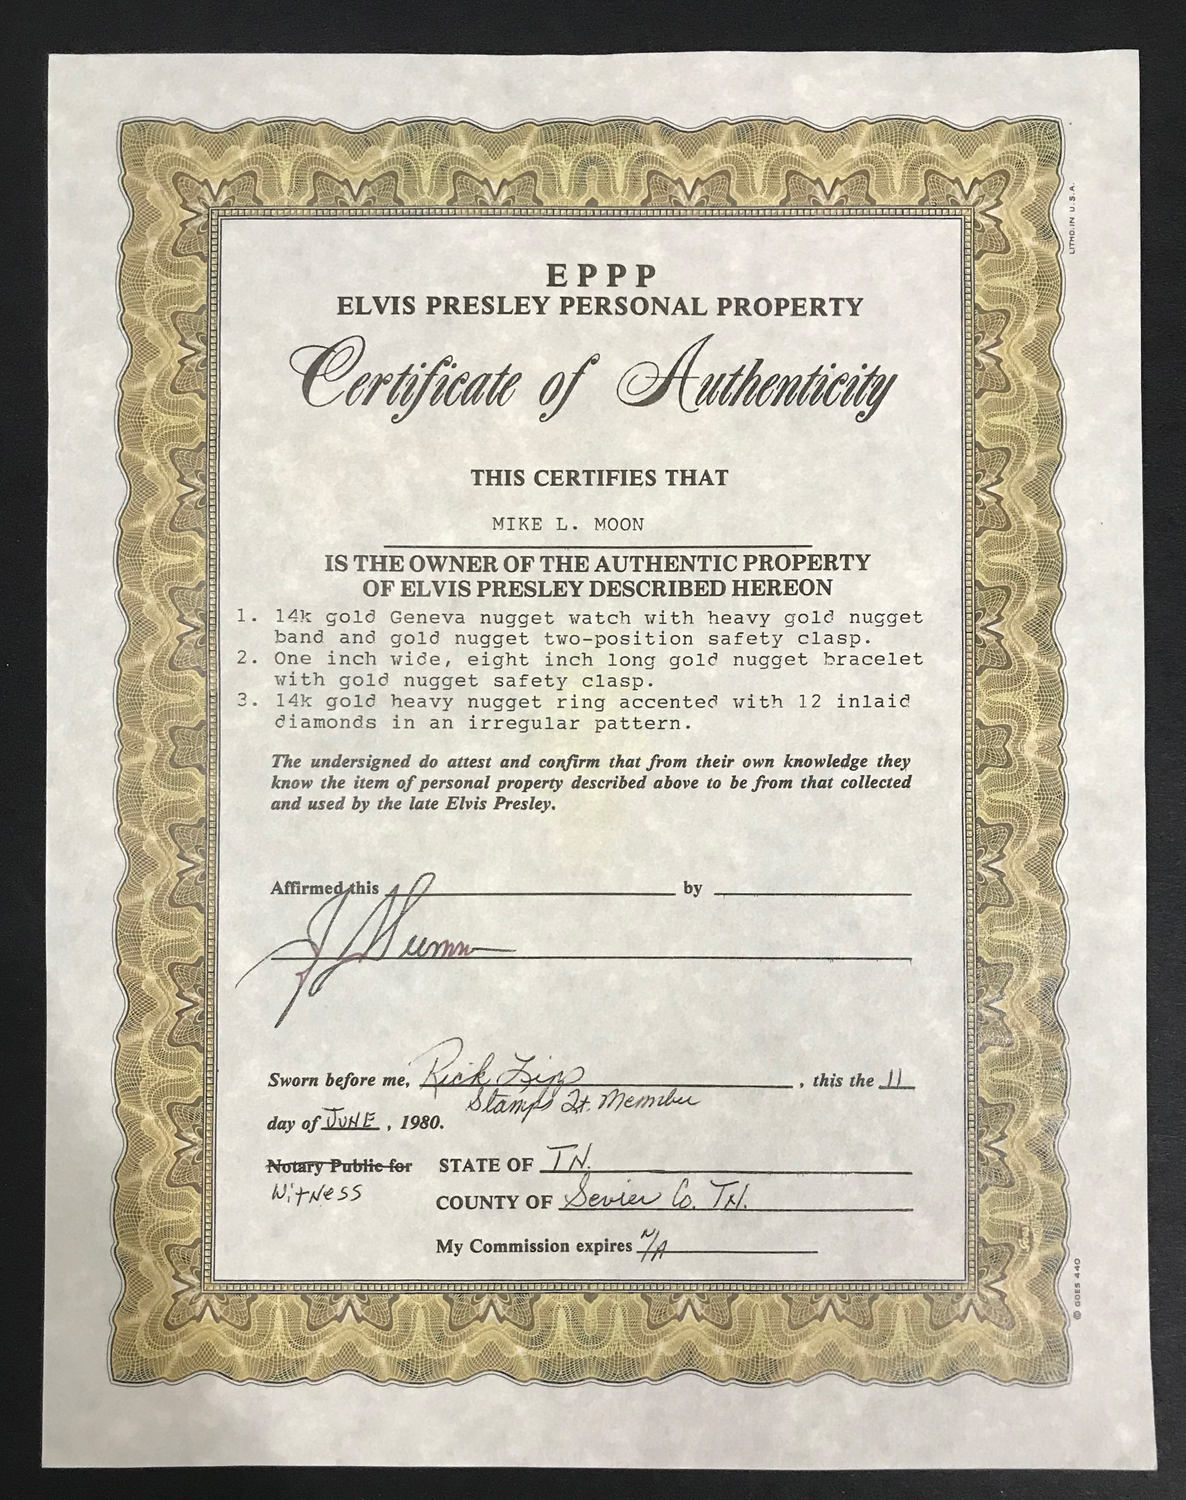 EPPP
ELVIS PRESLEY PERSONAL PROPERTY
Certificate of Authenticity
THIS CERTIFIES THAT
MIKE L. MOON
IS THE OWNER OF THE AUTHENTIC PROPERTY
OF ELVIS PRESLEY DESCRIBED HEREON
1. 14k gold Geneva nugget watch with heavy gold nugget
band and gold nugget two-position safety clasp.
2. One inch wide, eight inch long gold nugget bracelet
with gold nugget safety clasp.
3. 14k gold heavy nugget ring accented with 12 inlaid
diamonds in an irregular pattern.
The undersigned do attest and confirm that from their own knowledge they
know the item of personal property described above to be from that collected
and used by the late Elvis Presley.
Affirmed this by
Sworn before me, Rick , this the 11
Stamps Qt. Member
day of JUNE , 1980.
Notary Public for STATE OF TN.
Witness
COUNTY OF Sevier Co. TN.
My Commission expires N/A
LITHO. IN U.S.A.
© GOES 440